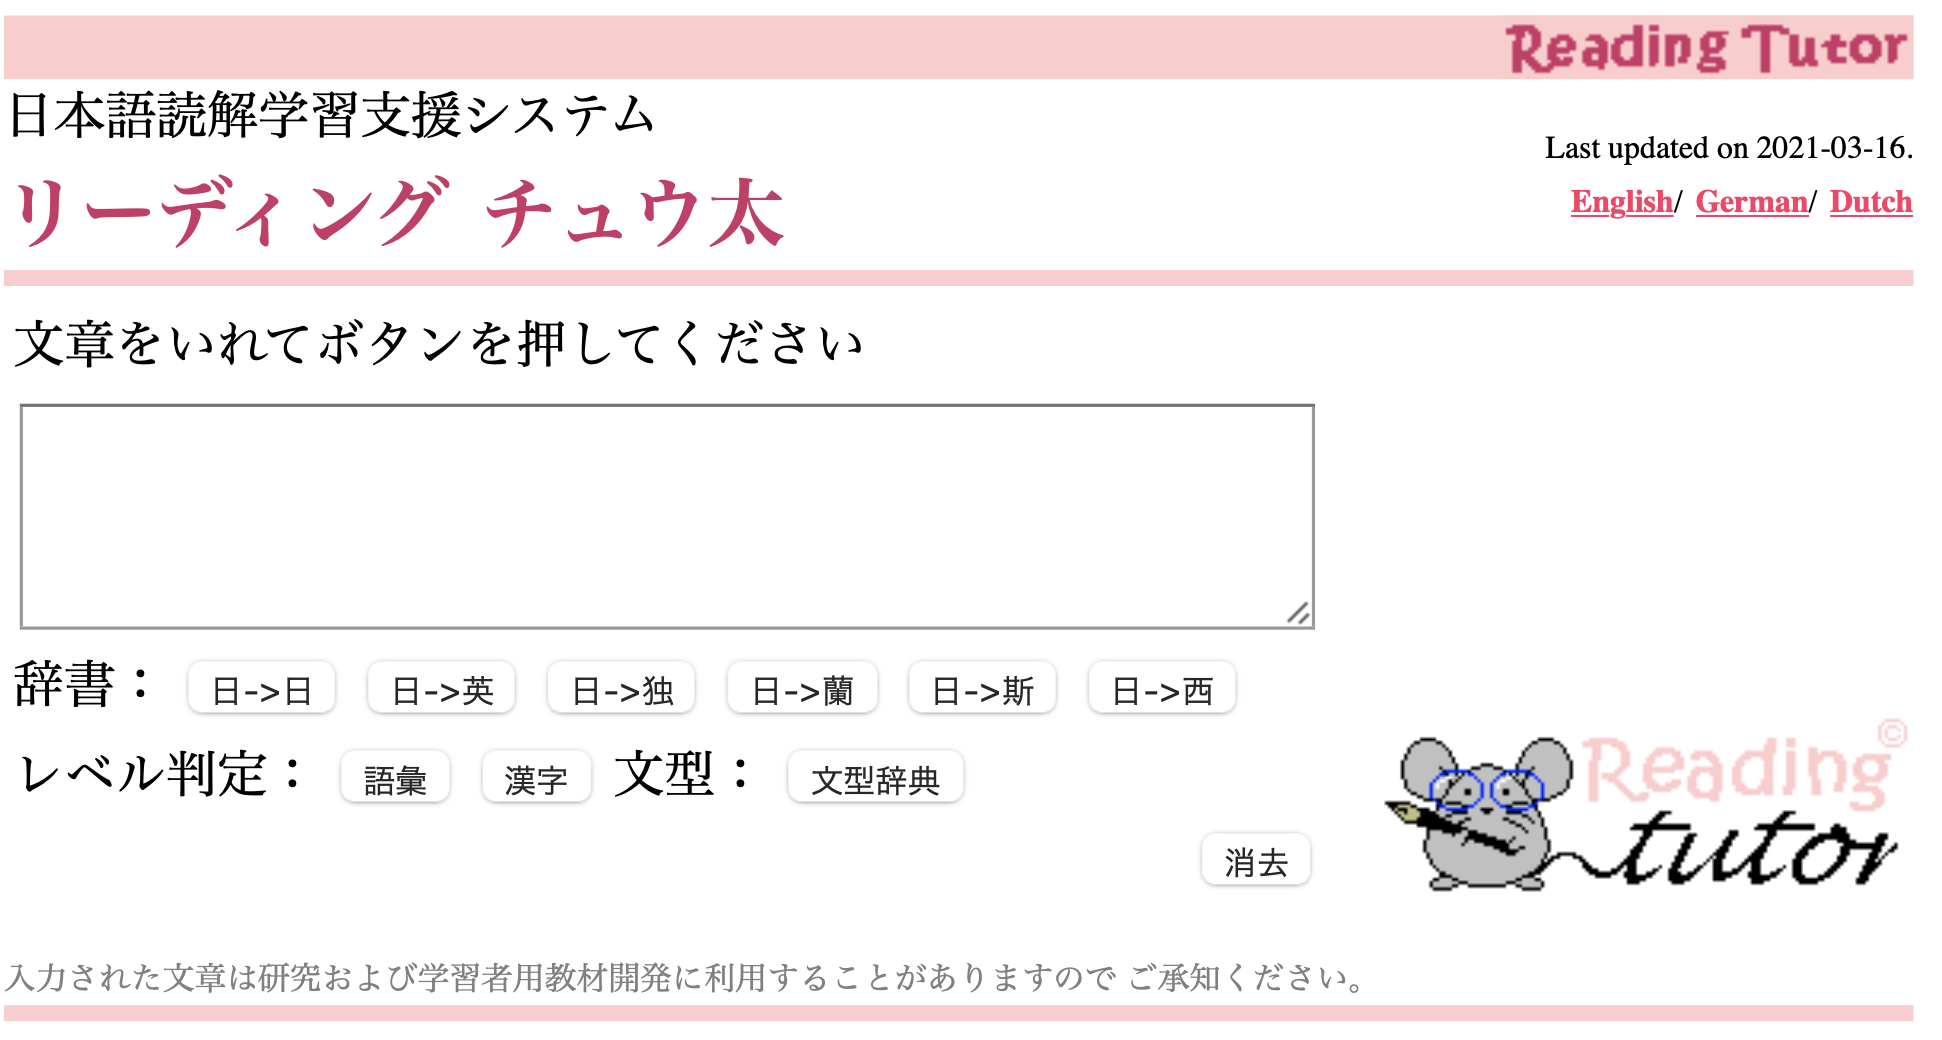 Reading Tutor
日本語読解学習支援システム
Last updated on 2021-03-16.
リーディング チュウ太
English/ German/ Dutch
文章をいれてボタンを押してください
辞書： 日->日 日->英 日->独 日->蘭 日->斯 日->西
レベル判定： 語彙 漢字 文型： 文型辞典
消去
Reading©
tutor
入力された文章は研究および学習者用教材開発に利用することがありますので ご承知ください。